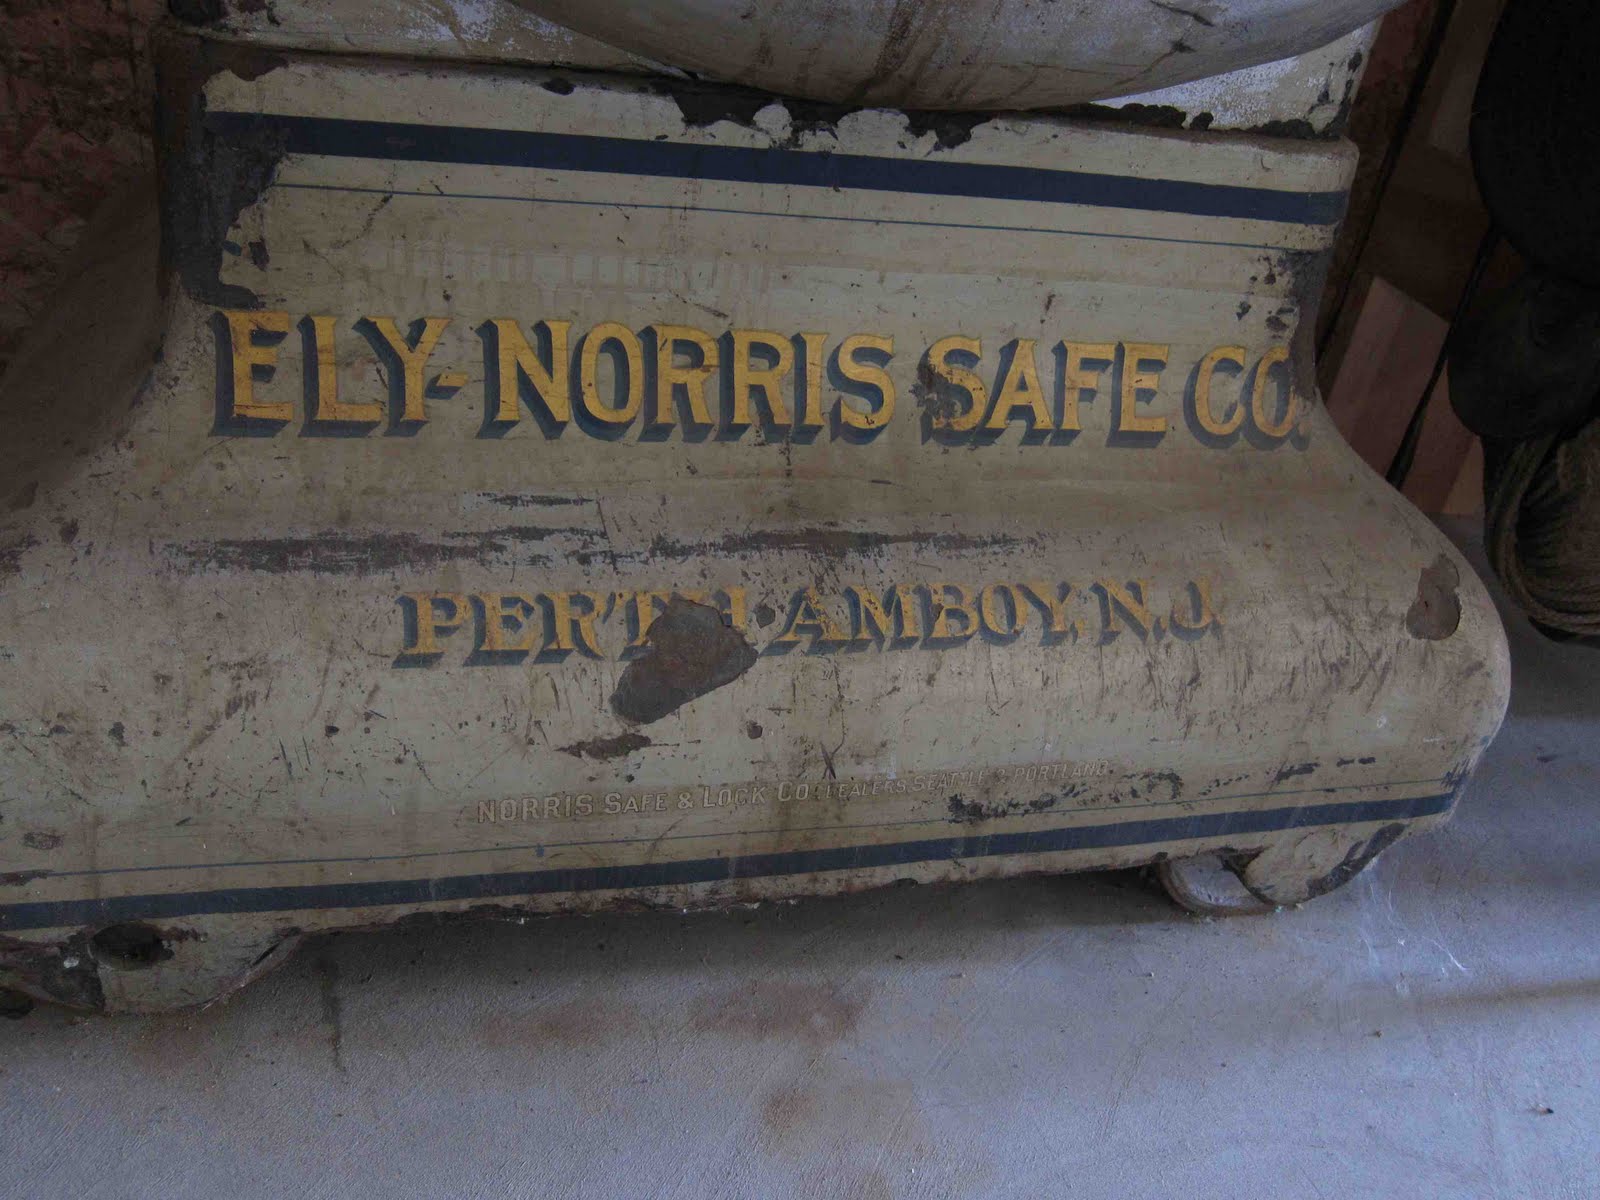 ELY-NORRIS SAFE CO.
PERTH·AMBOY, N.J.
NORRIS SAFE & LOCK CO. DEALERS, SEATTLE & PORTLAND